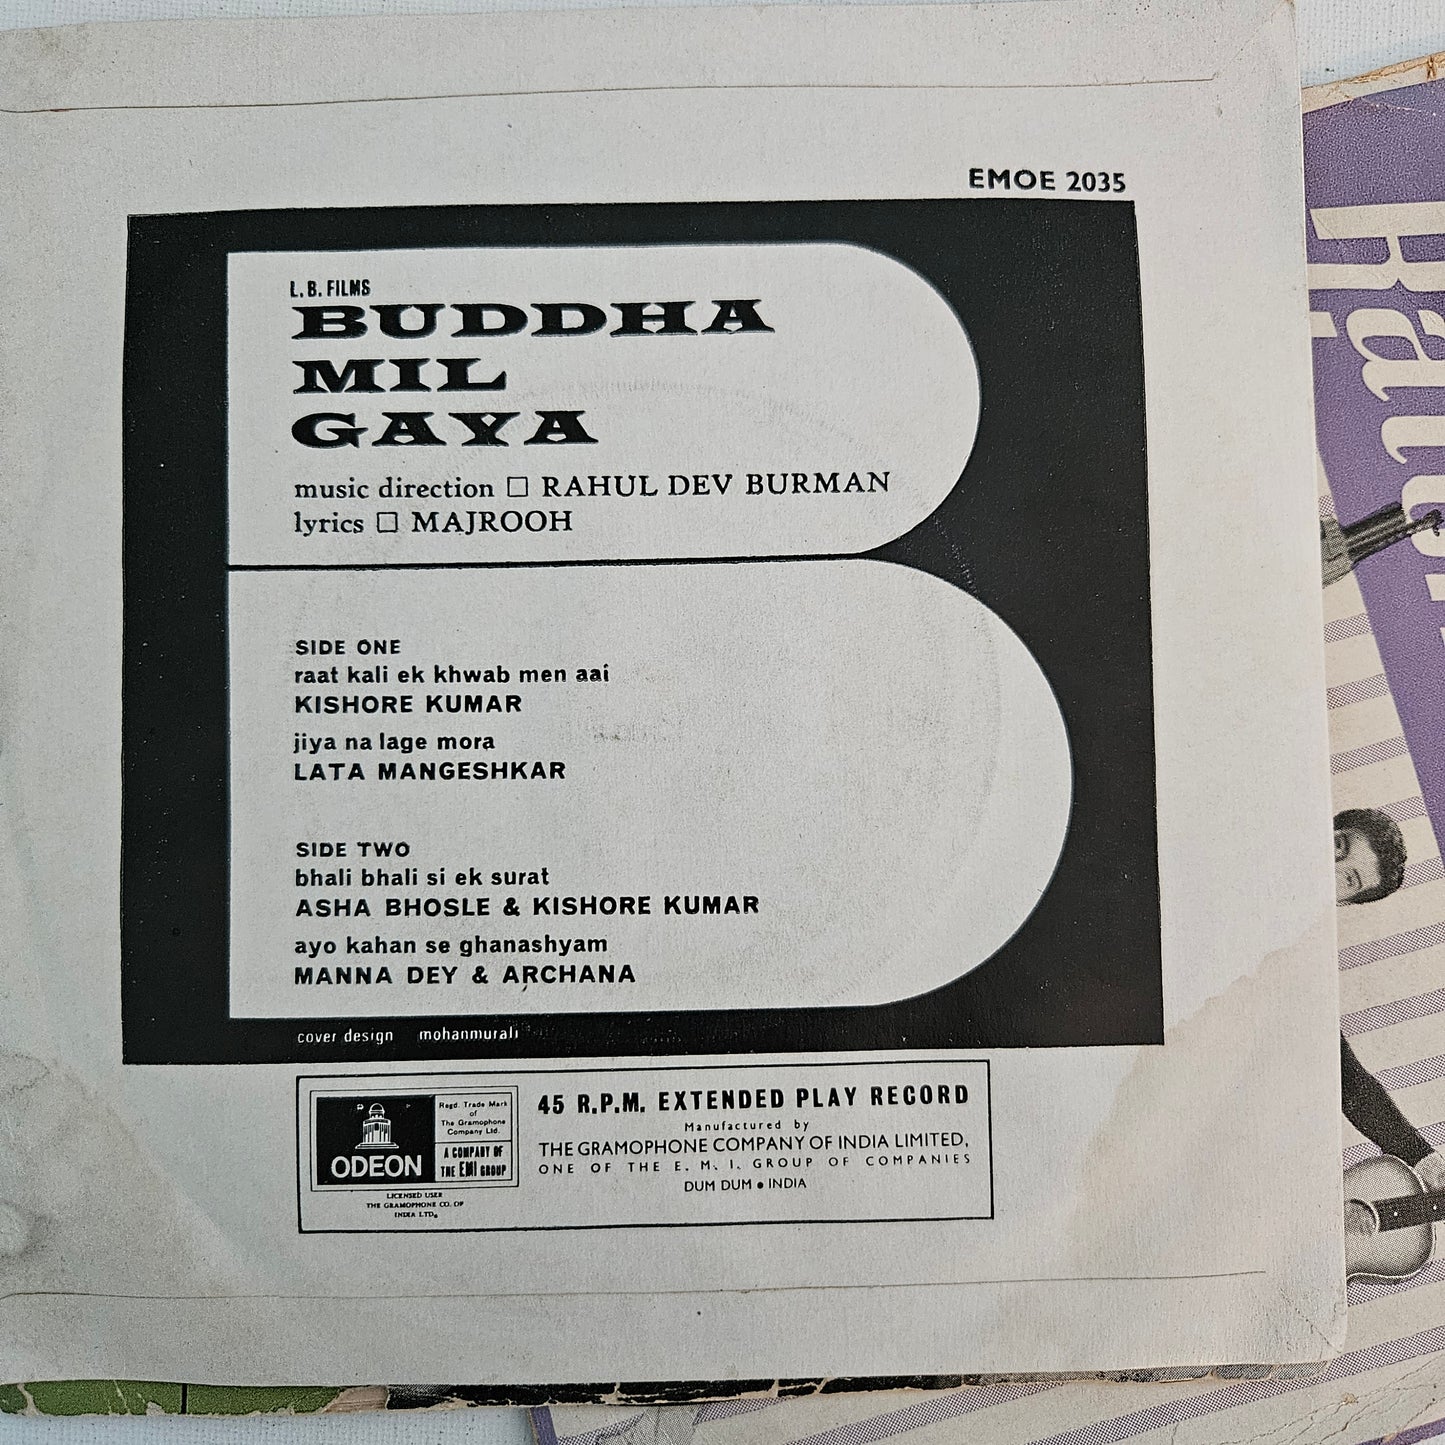 EMOE 2035
L. B. FILMS
BUDDHA
MIL
GAYA
music direction □ RAHUL DEV BURMAN
lyrics □ MAJROOH
SIDE ONE
raat kali ek khwab men aai
KISHORE KUMAR
jiya na lage mora
LATA MANGESHKAR
SIDE TWO
bhali bhali si ek surat
ASHA BHOSLE & KISHORE KUMAR
ayo kahan se ghanashyam
MANNA DEY & ARCHANA
cover design mohanmurali
ODEON
Regd. Trade Mark
of
The Gramophone
Company Ltd.
A COMPANY OF
THE EMI GROUP
LICENSED USER
THE GRAMOPHONE CO. OF
INDIA LTD.
45 R.P.M. EXTENDED PLAY RECORD
Manufactured by
THE GRAMOPHONE COMPANY OF INDIA LIMITED,
ONE OF THE E. M. I. GROUP OF COMPANIES
DUM DUM • INDIA